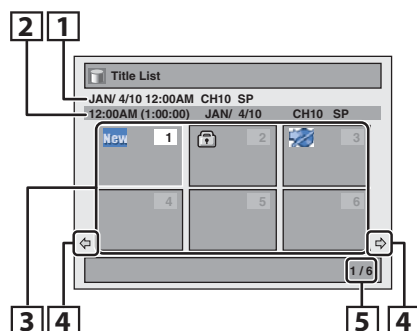 2 1
Title List
JAN/ 4/10 12:00AM CH10 SP
12:00AM (1:00:00) JAN/ 4/10 CH10 SP
New 1 2 3
4 5 6
1 / 6
3 4 5 4